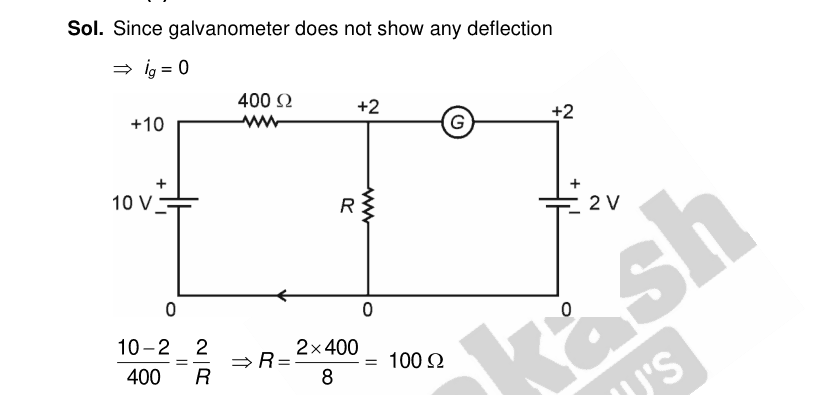 Sol. Since galvanometer does not show any deflection
⇒ i_g = 0
400 Ω
+2
+2
+10
G
+
+
10 V
R
2 V
–
–
0
0
0
(10 – 2)/400 = 2/R ⇒ R = (2 × 400)/8 = 100 Ω
akash
U'S